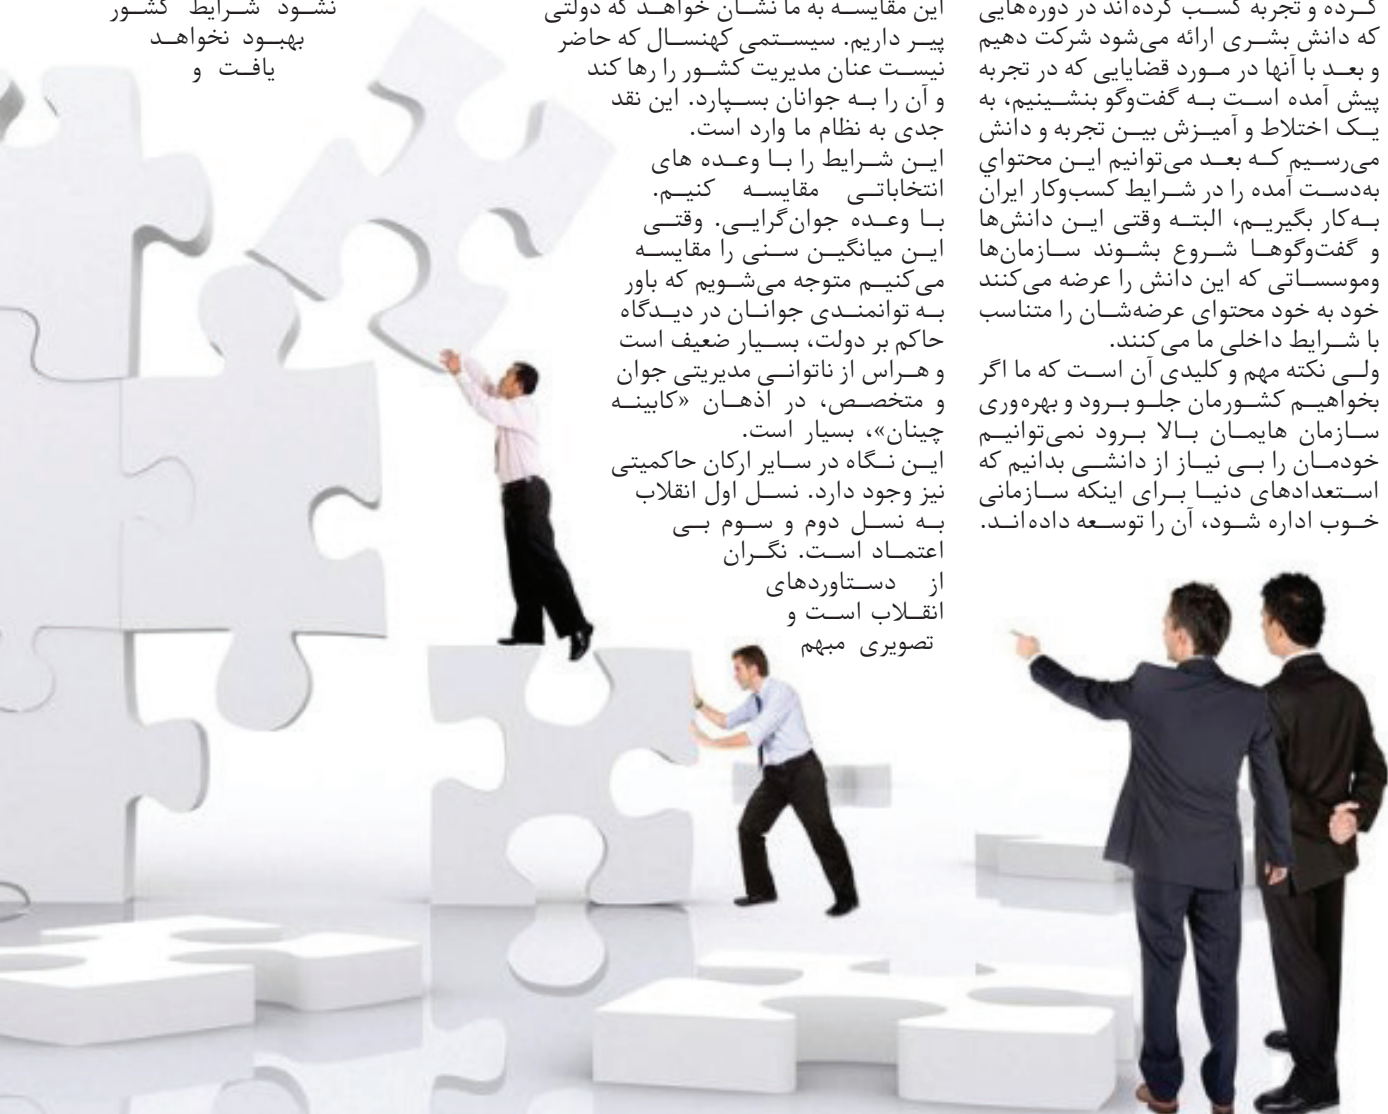 کرده و تجربه کسب کرده‌اند در دوره‌هایی
که دانش بشری ارائه می‌شود شرکت دهیم
و بعد با آنها در مورد قضایایی که در تجربه
پیش آمده است به گفت‌وگو بنشینیم، به
یک اختلاط و آمیزش بین تجربه و دانش
می‌رسیم که بعد می‌توانیم این محتواي
به‌دست آمده را در شرایط کسب‌وکار ایران
به‌کار بگیریم، البته وقتی این دانش‌ها
و گفت‌وگوها شروع بشوند سازمان‌ها
وموسساتی که این دانش را عرضه می‌کنند
خود به خود محتوای عرضه‌شان را متناسب
با شرایط داخلی ما می‌کنند.
ولی نکته مهم و کلیدی آن است که ما اگر
بخواهیم کشورمان جلو برود و بهره‌وری
سازمان هایمان بالا برود نمی‌توانیم
خودمان را بی نیاز از دانشی بدانیم که
استعدادهای دنیا برای اینکه سازمانی
خوب اداره شود، آن را توسعه داده‌اند.
این مقایسه به ما نشان خواهد که دولتی
پیر داریم. سیستمی کهنسال که حاضر
نیست عنان مدیریت کشور را رها کند
و آن را به جوانان بسپارد. این نقد
جدی به نظام ما وارد است.
این شرایط را با وعده های
انتخاباتی مقایسه کنیم.
با وعده جوان‌گرایی. وقتی
این میانگین سنی را مقایسه
می‌کنیم متوجه می‌شویم که باور
به توانمندی جوانان در دیدگاه
حاکم بر دولت، بسیار ضعیف است
و هراس از ناتوانی مدیریتی جوان
و متخصص، در اذهان «کابینه
چینان»، بسیار است.
این نگاه در سایر ارکان حاکمیتی
نیز وجود دارد. نسل اول انقلاب
به نسل دوم و سوم بی
اعتماد است. نگران
از دستاوردهای
انقلاب است و
تصویری مبهم
نشود شرایط کشور
بهبود نخواهد
یافت و